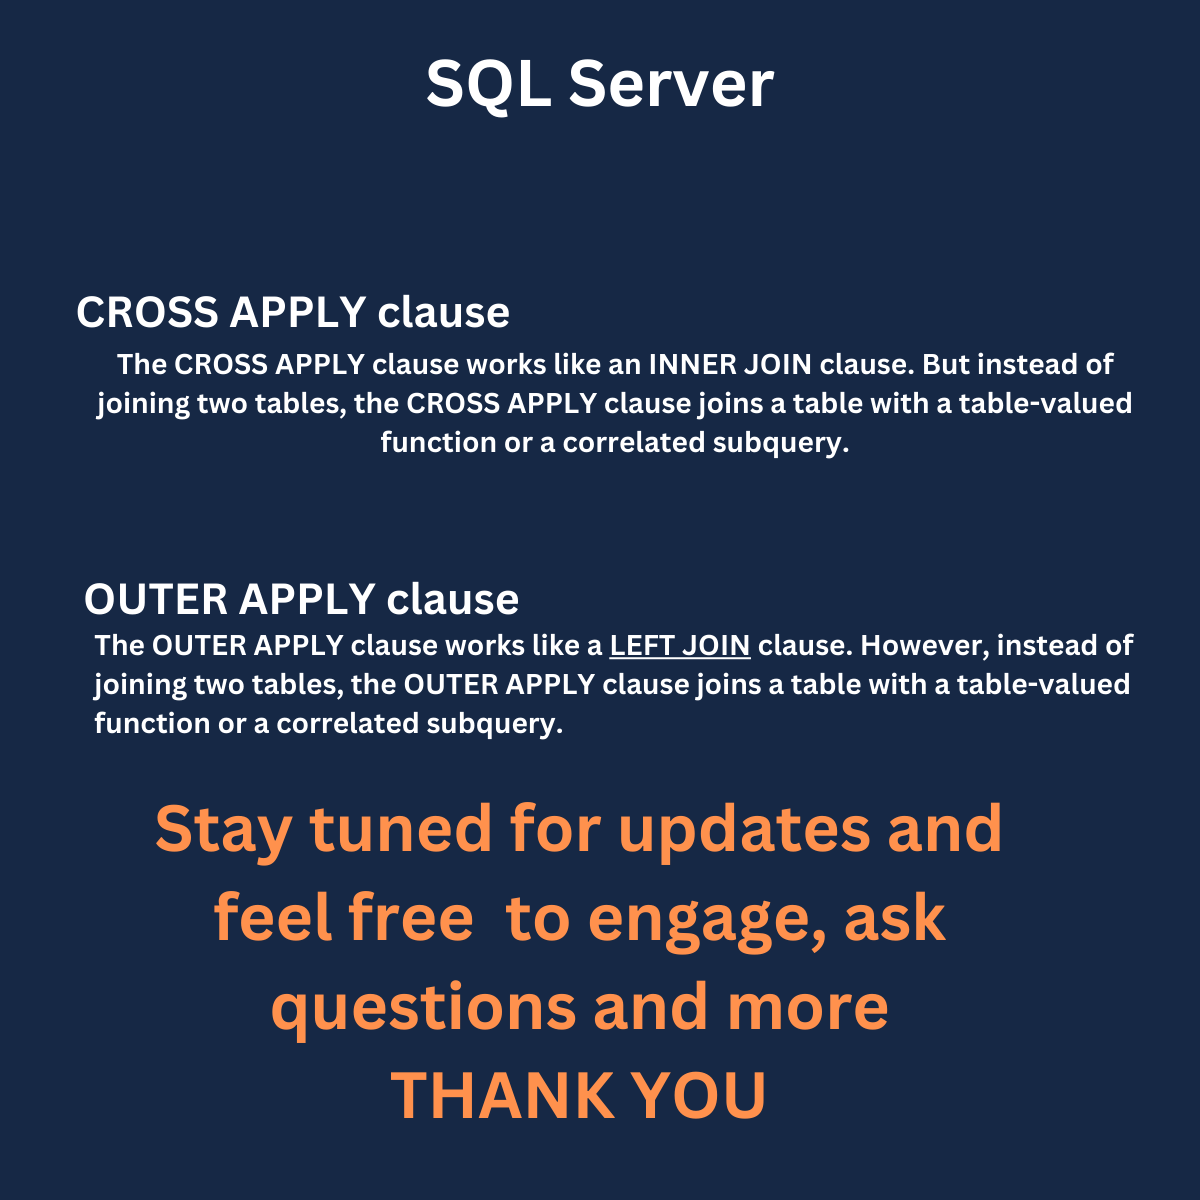 SQL Server
CROSS APPLY clause
The CROSS APPLY clause works like an INNER JOIN clause. But instead of
joining two tables, the CROSS APPLY clause joins a table with a table-valued
function or a correlated subquery.
OUTER APPLY clause
The OUTER APPLY clause works like a LEFT JOIN clause. However, instead of
joining two tables, the OUTER APPLY clause joins a table with a table-valued
function or a correlated subquery.
Stay tuned for updates and
feel free  to engage, ask
questions and more
THANK YOU